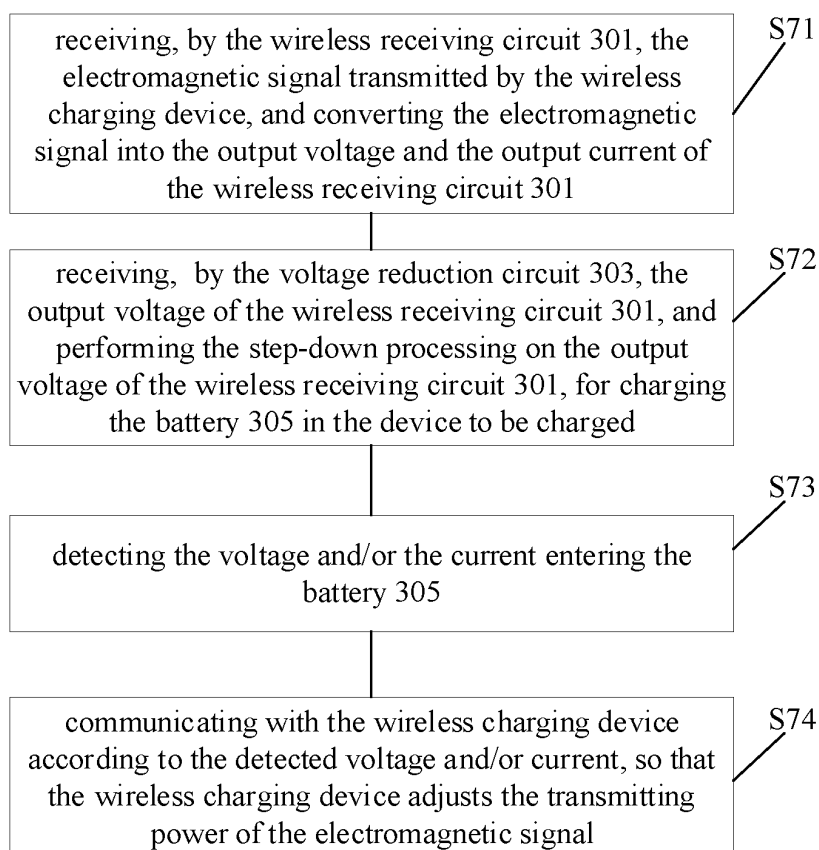 S71
receiving, by the wireless receiving circuit 301, the
electromagnetic signal transmitted by the wireless
charging device, and converting the electromagnetic
signal into the output voltage and the output current of
the wireless receiving circuit 301
S72
receiving, by the voltage reduction circuit 303, the
output voltage of the wireless receiving circuit 301, and
performing the step-down processing on the output
voltage of the wireless receiving circuit 301, for charging
the battery 305 in the device to be charged
S73
detecting the voltage and/or the current entering the
battery 305
S74
communicating with the wireless charging device
according to the detected voltage and/or current, so that
the wireless charging device adjusts the transmitting
power of the electromagnetic signal